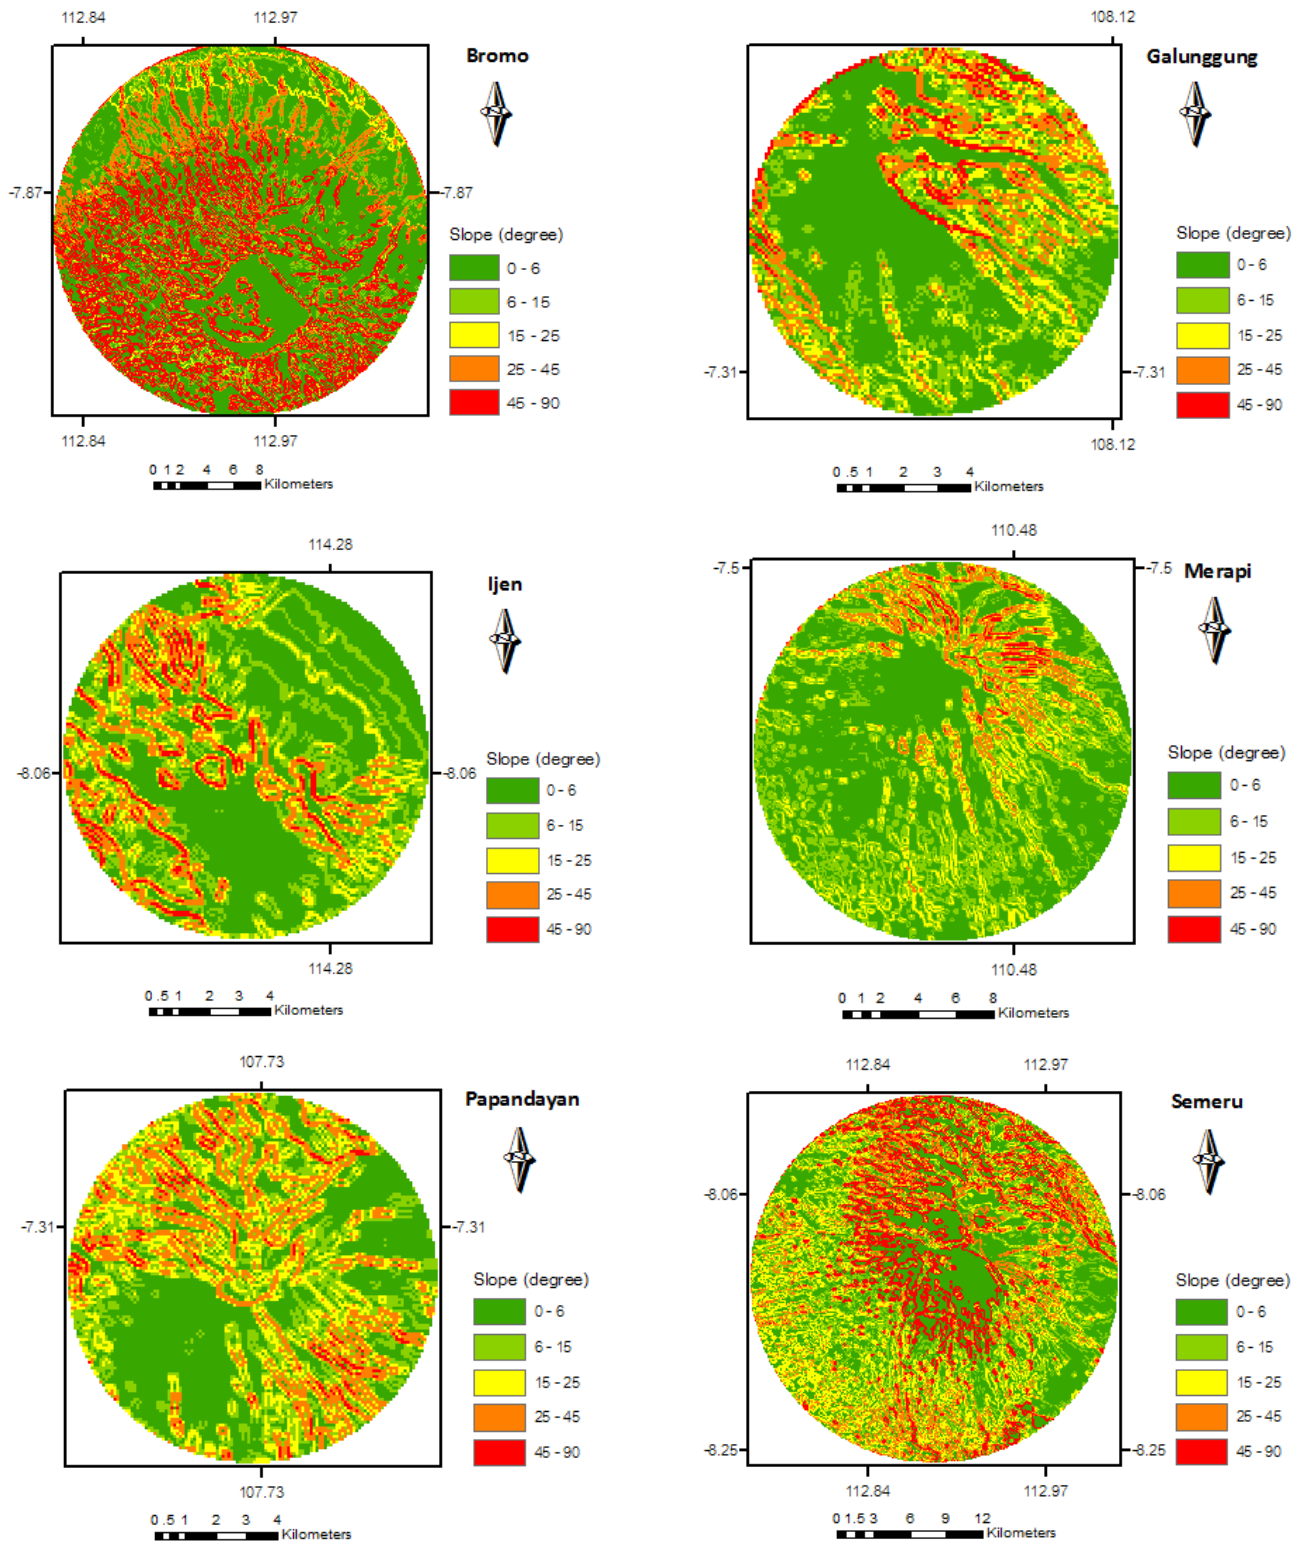 112.84 112.97
Bromo
N
-7.87 -7.87
Slope (degree)
0 - 6
6 - 15
15 - 25
25 - 45
45 - 90
112.84 112.97
0 1 2 4 6 8
Kilometers
108.12
Galunggung
N
Slope (degree)
0 - 6
6 - 15
15 - 25
25 - 45
45 - 90
-7.31 -7.31
108.12
0 .5 1 2 3 4
Kilometers
114.28
Ijen
N
-8.06 -8.06
Slope (degree)
0 - 6
6 - 15
15 - 25
25 - 45
45 - 90
114.28
0 .5 1 2 3 4
Kilometers
110.48
-7.5 -7.5
Merapi
N
Slope (degree)
0 - 6
6 - 15
15 - 25
25 - 45
45 - 90
110.48
0 1 2 4 6 8
Kilometers
107.73
Papandayan
N
-7.31 -7.31
Slope (degree)
0 - 6
6 - 15
15 - 25
25 - 45
45 - 90
107.73
0 .5 1 2 3 4
Kilometers
112.84 112.97
Semeru
N
-8.06 -8.06
Slope (degree)
0 - 6
6 - 15
15 - 25
25 - 45
45 - 90
-8.25 -8.25
112.84 112.97
0 1.5 3 6 9 12
Kilometers